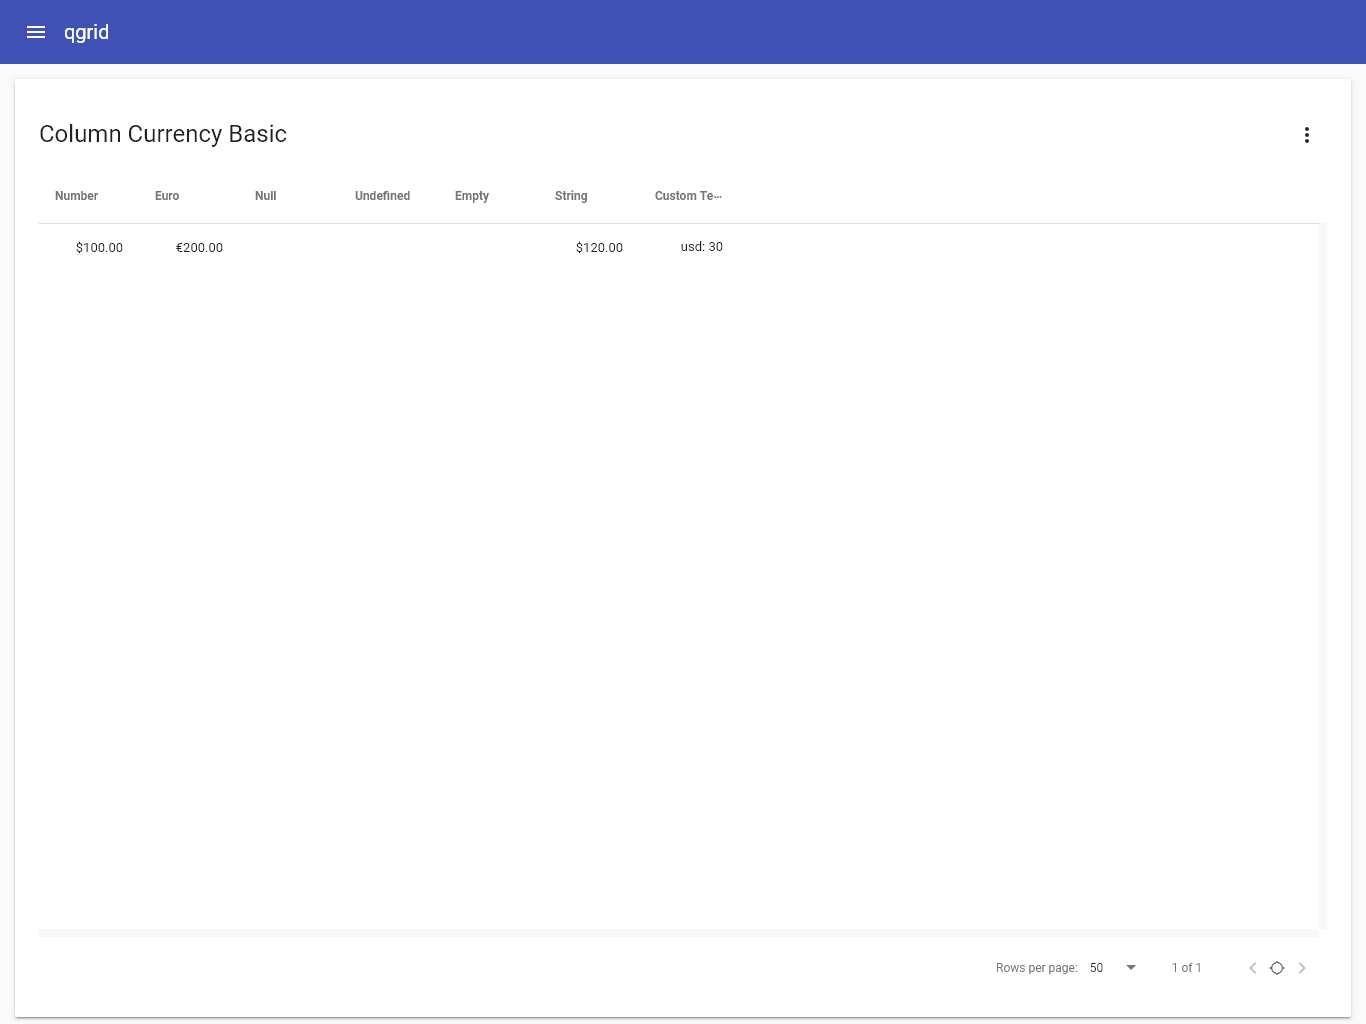 qgrid
Column Currency Basic
Number Euro Null Undefined Empty String Custom Te...
$100.00 €200.00 $120.00 usd: 30
Rows per page: 50 1 of 1